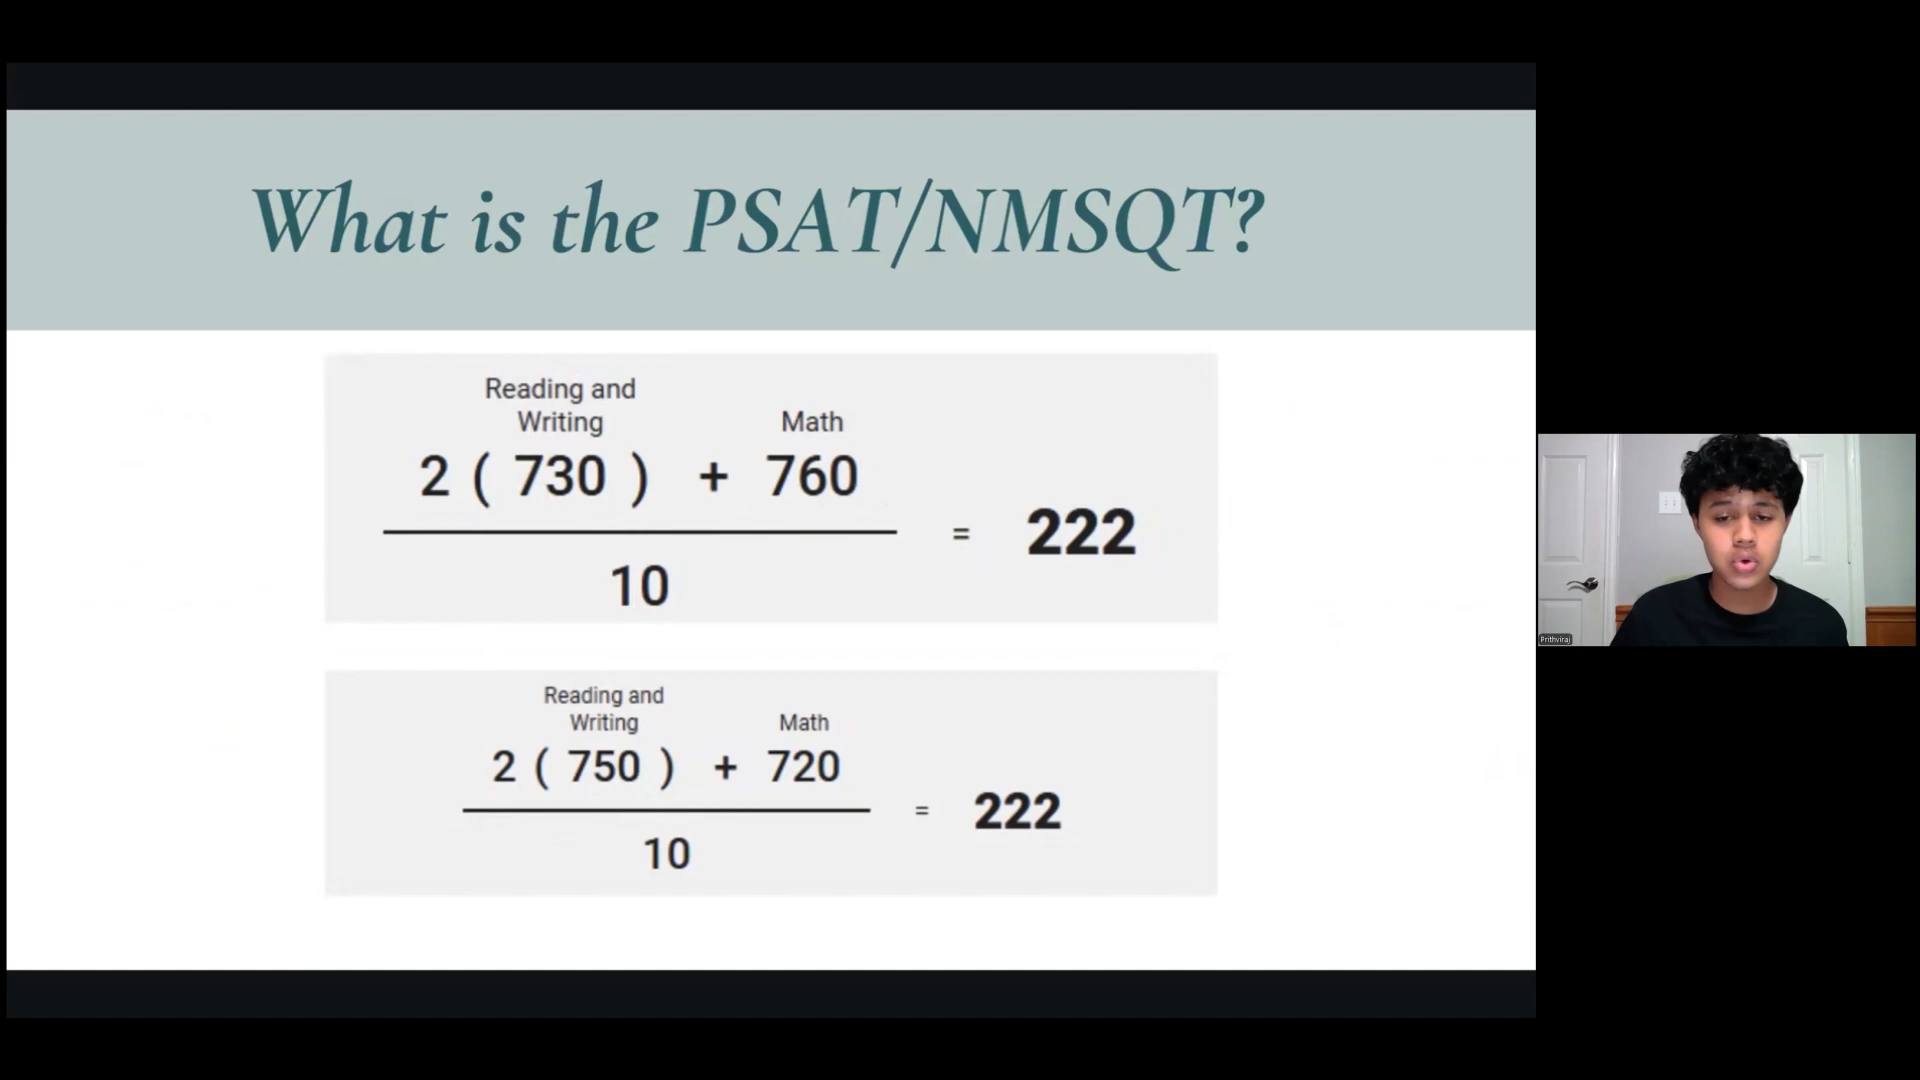 What is the PSAT/NMSQT?
Reading and
Writing
Math
2 ( 730 ) + 760
= 222
10
Reading and
Writing
Math
2 ( 750 ) + 720
= 222
10
Prithviraj